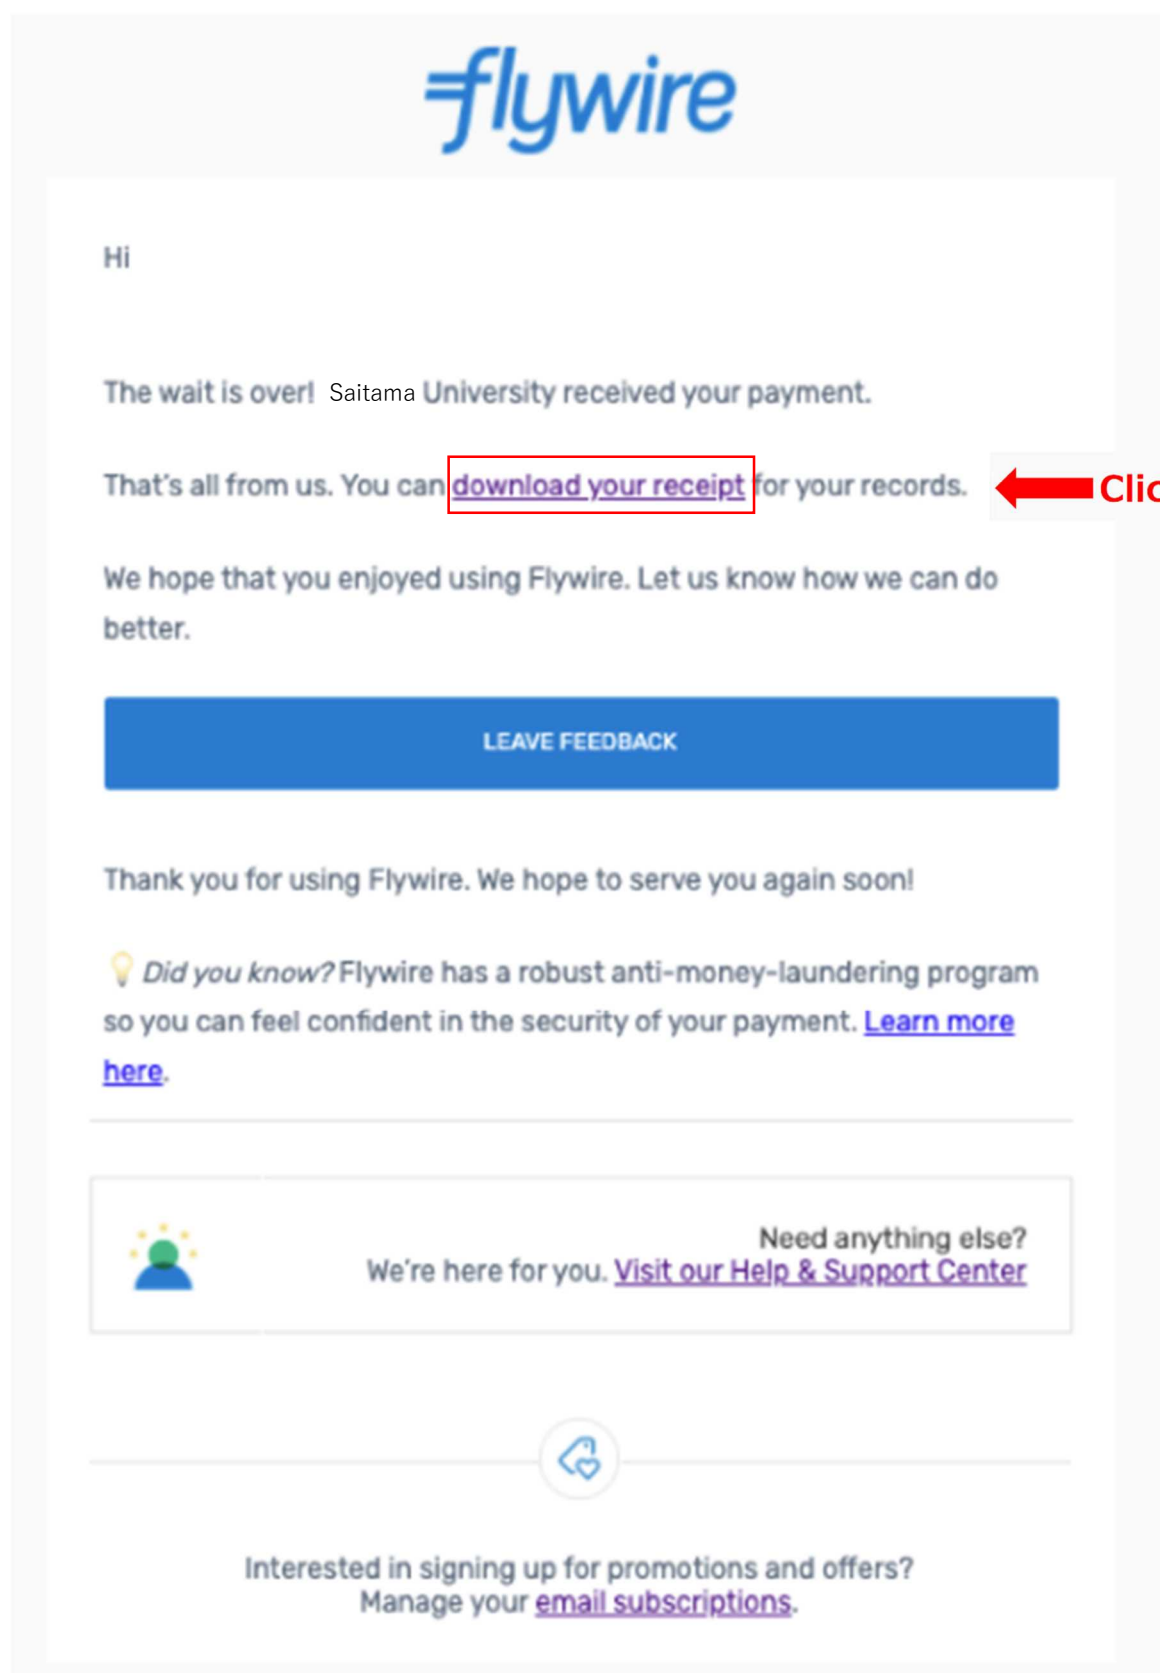 flywire
Hi
The wait is over! Saitama University received your payment.
That's all from us. You can download your receipt for your records.
Clic
We hope that you enjoyed using Flywire. Let us know how we can do
better.
LEAVE FEEDBACK
Thank you for using Flywire. We hope to serve you again soon!
Did you know? Flywire has a robust anti-money-laundering program
so you can feel confident in the security of your payment. Learn more
here.
Need anything else?
We're here for you. Visit our Help & Support Center
Interested in signing up for promotions and offers?
Manage your email subscriptions.